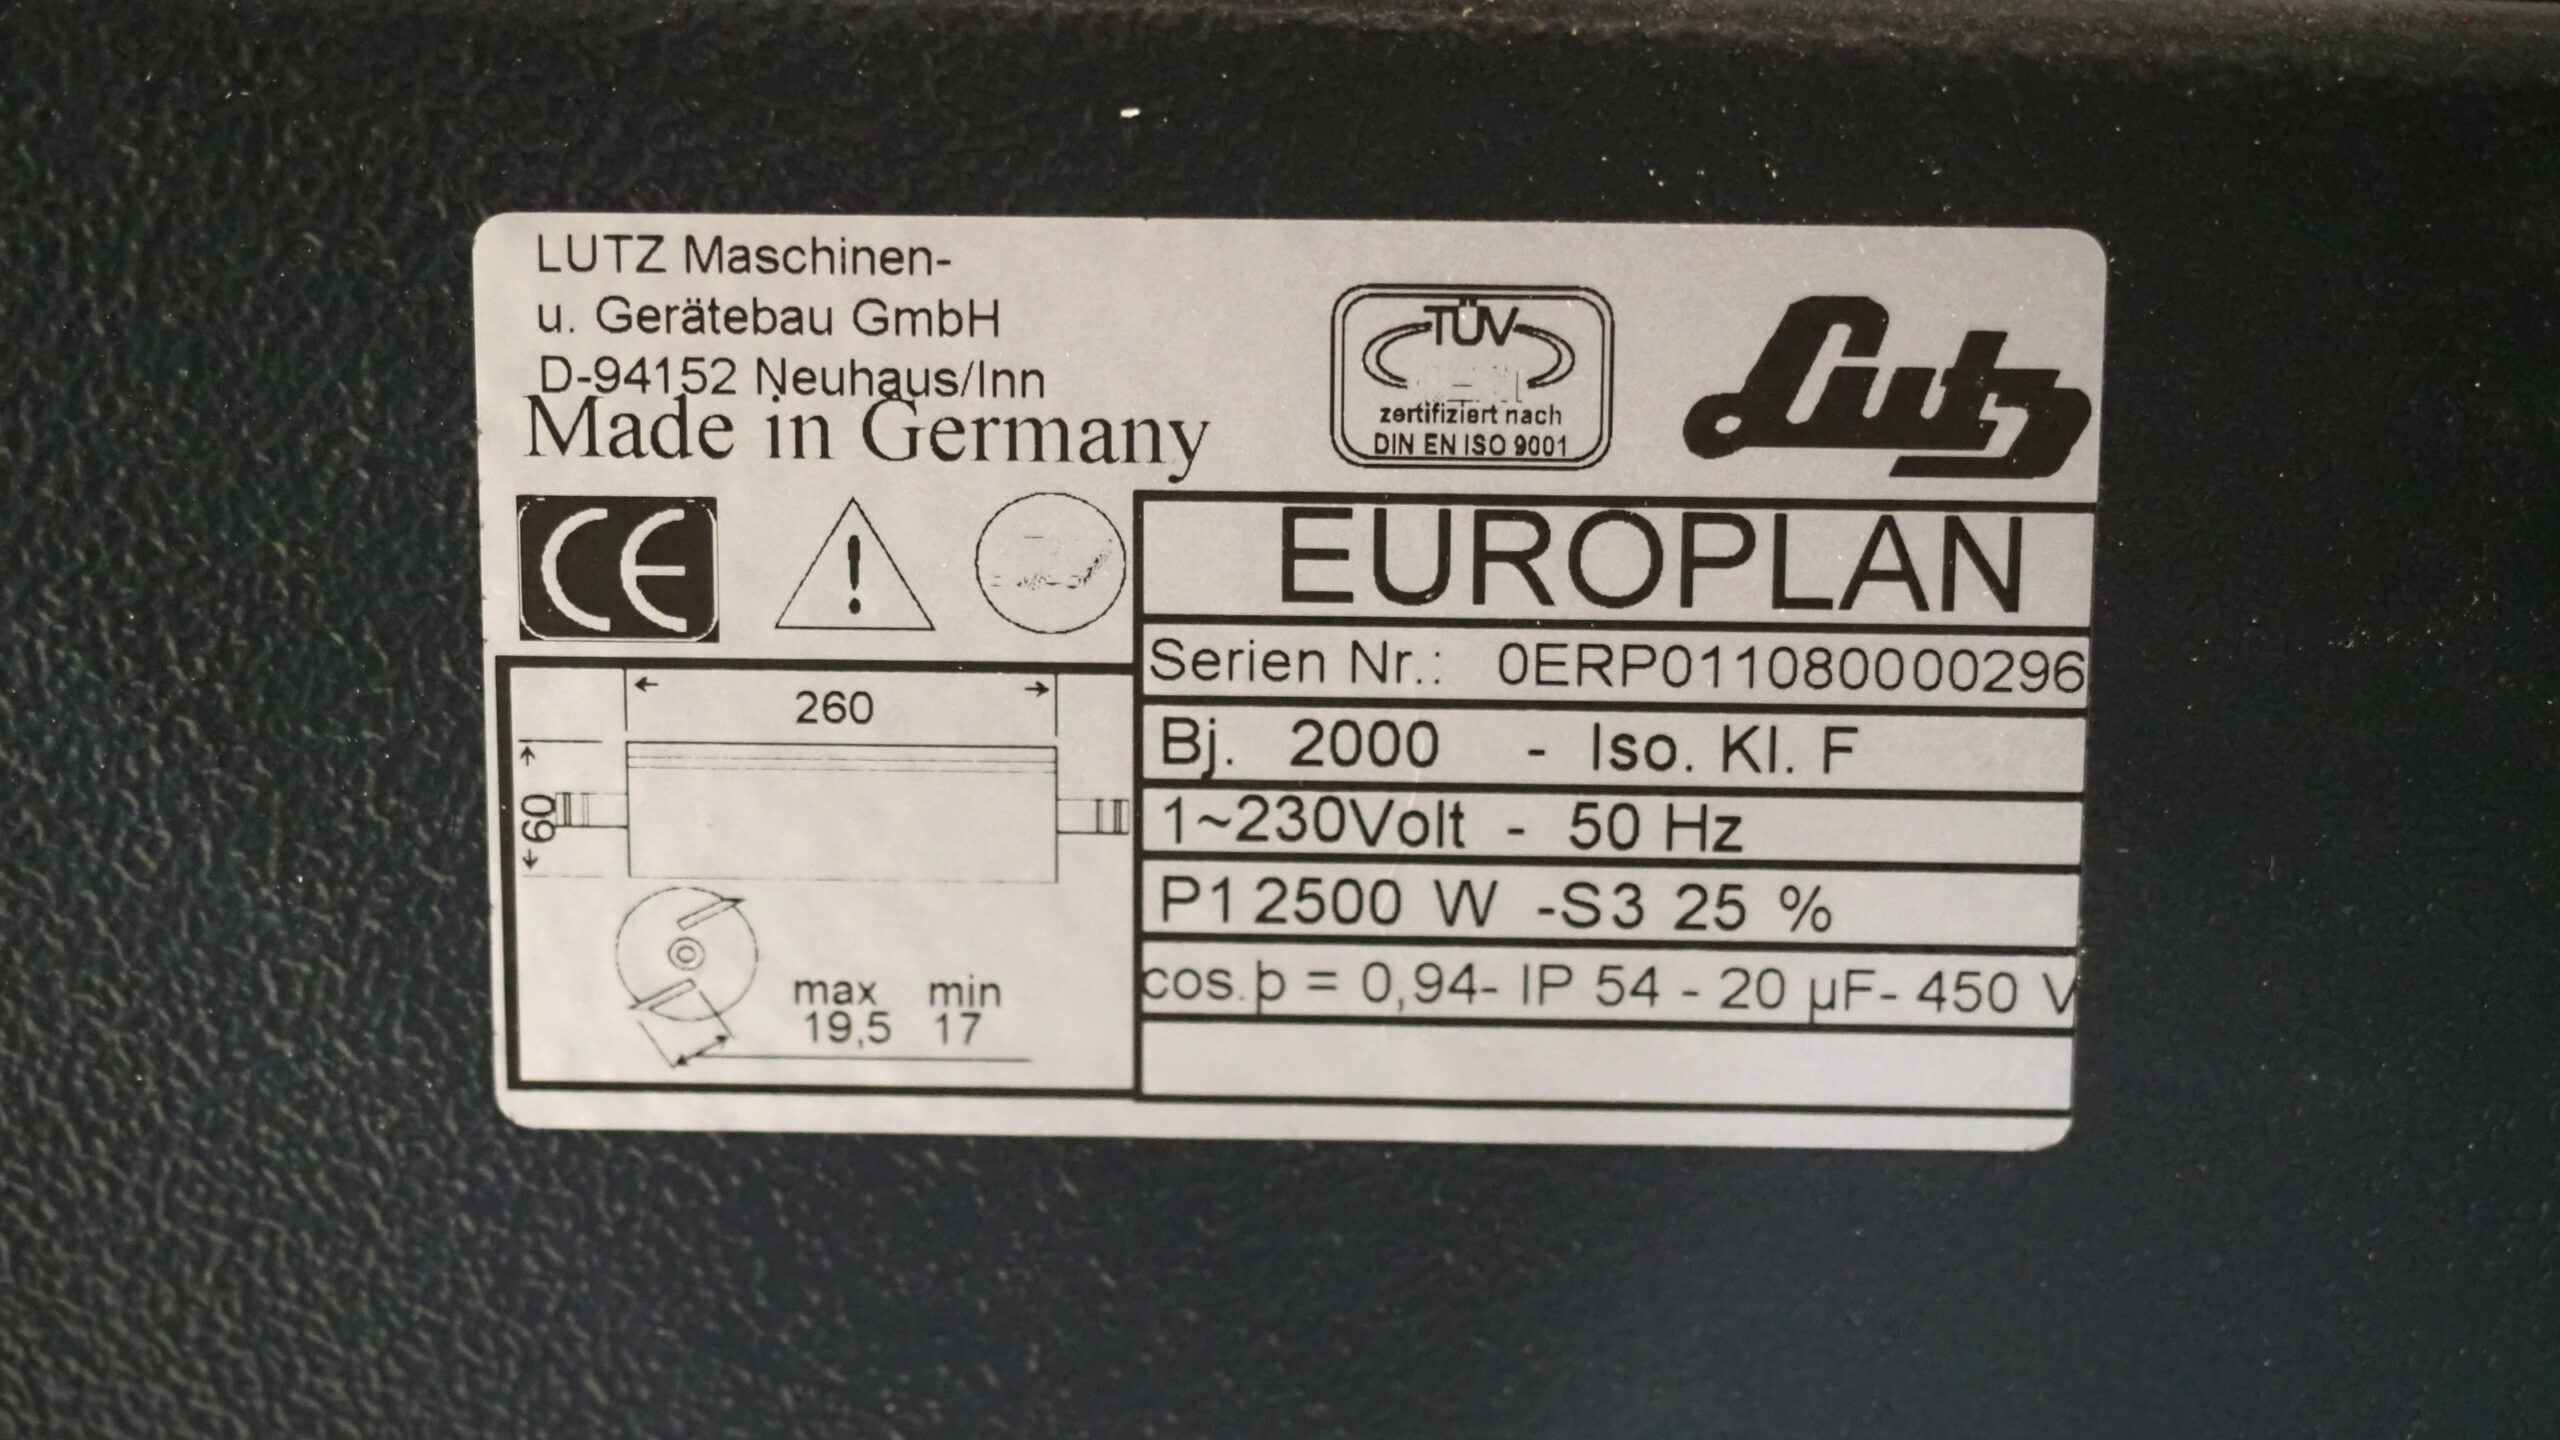 LUTZ Maschinen-
u. Gerätebau GmbH
D-94152 Neuhaus/Inn
Made in Germany
TÜV
zertifiziert nach
DIN EN ISO 9001
Lutz
CE
!
EUROPLAN
Serien Nr.: 0ERP011080000296
Bj. 2000 - Iso. Kl. F
1~230Volt - 50 Hz
P1 2500 W -S3 25 %
cos. þ = 0,94- IP 54 - 20 µF- 450 V
260
60
max min
19,5 17